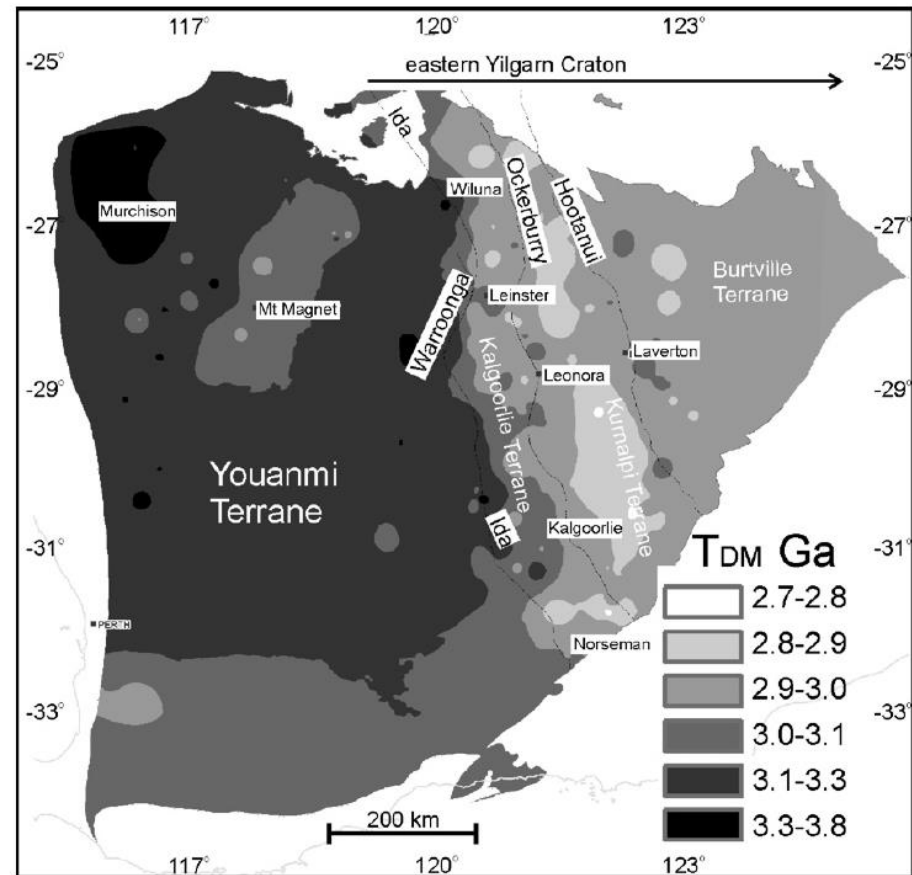 117°
120°
123°
-25°
-25°
eastern Yilgarn Craton
Ida
Wiluna
Ockerburry
Hootanui
Murchison
-27°
-27°
Burtville
Terrane
Mt Magnet
Warroonga
Leinster
Laverton
-29°
-29°
Leonora
Kalgoorlie Terrane
Kurnalpi Terrane
Youanmi
Terrane
Ida
Kalgoorlie
-31°
-31°
PERTH
Norseman
-33°
-33°
TDM Ga
2.7-2.8
2.8-2.9
2.9-3.0
3.0-3.1
3.1-3.3
3.3-3.8
200 km
117°
120°
123°